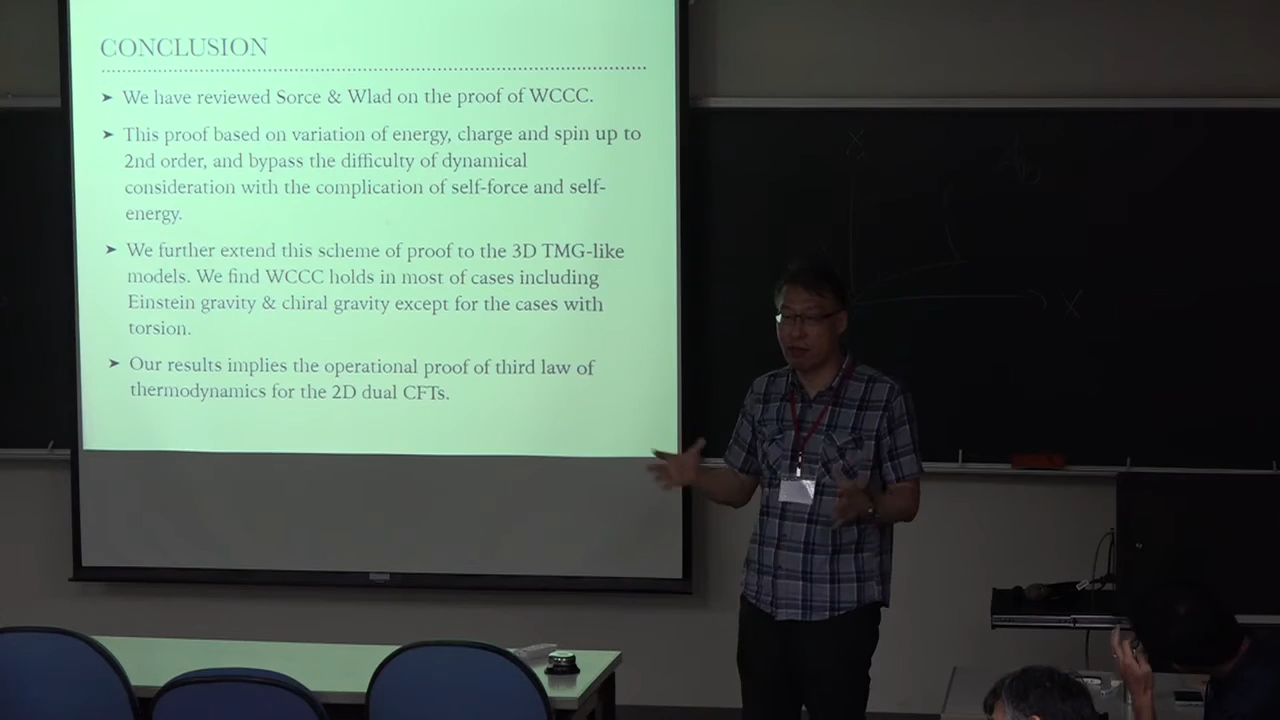 CONCLUSION
➤ We have reviewed Sorce & Wlad on the proof of WCCC.
➤ This proof based on variation of energy, charge and spin up to
2nd order, and bypass the difficulty of dynamical
consideration with the complication of self-force and self-
energy.
➤ We further extend this scheme of proof to the 3D TMG-like
models. We find WCCC holds in most of cases including
Einstein gravity & chiral gravity except for the cases with
torsion.
➤ Our results implies the operational proof of third law of
thermodynamics for the 2D dual CFTs.
X